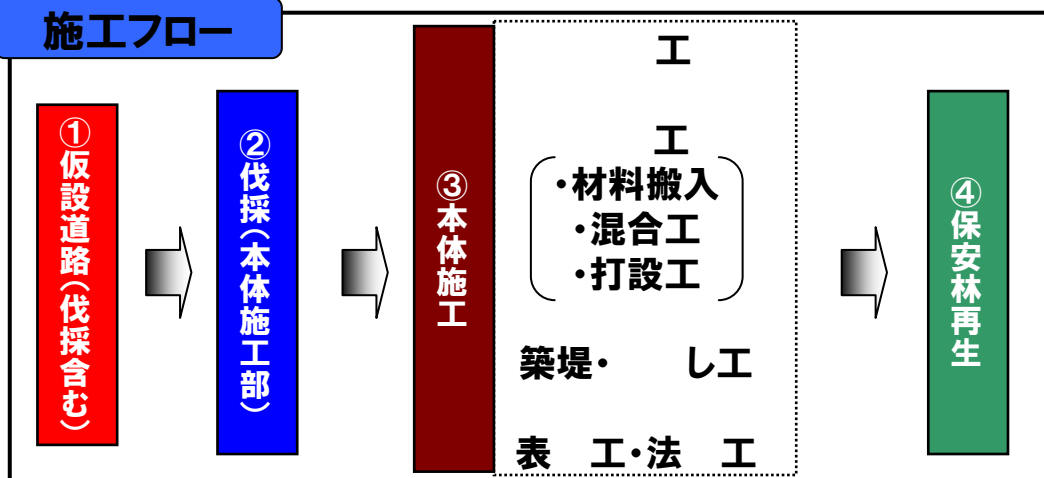 施工フロー
①仮設道路(伐採含む)
②伐採(本体施工部)
③本体施工
工
工
・材料搬入
・混合工
・打設工
築堤・　　し工
表　工・法　工
④保安林再生